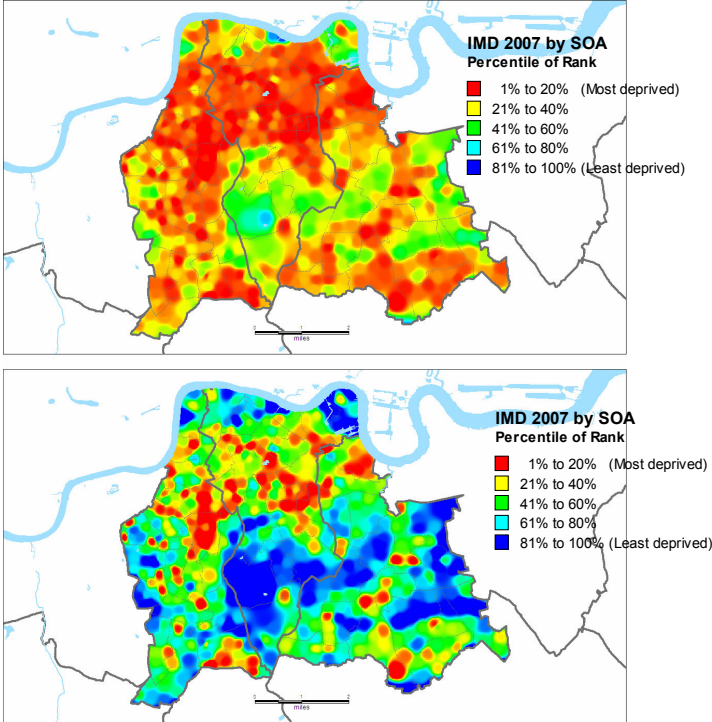 IMD 2007 by SOA
Percentile of Rank
1% to 20% (Most deprived)
21% to 40%
41% to 60%
61% to 80%
81% to 100% (Least deprived)
0 1 2
miles
IMD 2007 by SOA
Percentile of Rank
1% to 20% (Most deprived)
21% to 40%
41% to 60%
61% to 80%
81% to 100% (Least deprived)
0 1 2
miles